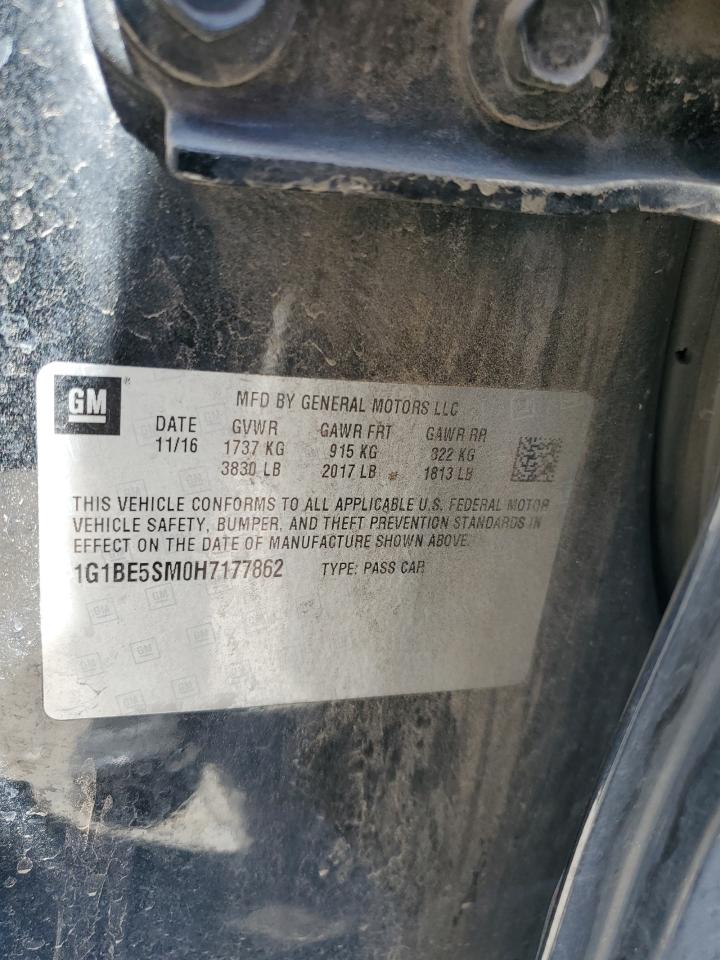 GM
MFD BY GENERAL MOTORS LLC
DATE GVWR GAWR FRT GAWR RR
11/16 1737 KG 915 KG 822 KG
3830 LB 2017 LB 1813 LB
THIS VEHICLE CONFORMS TO ALL APPLICABLE U.S. FEDERAL MOTOR
VEHICLE SAFETY, BUMPER, AND THEFT PREVENTION STANDARDS IN
EFFECT ON THE DATE OF MANUFACTURE SHOWN ABOVE.
1G1BE5SM0H7177862 TYPE: PASS CAR